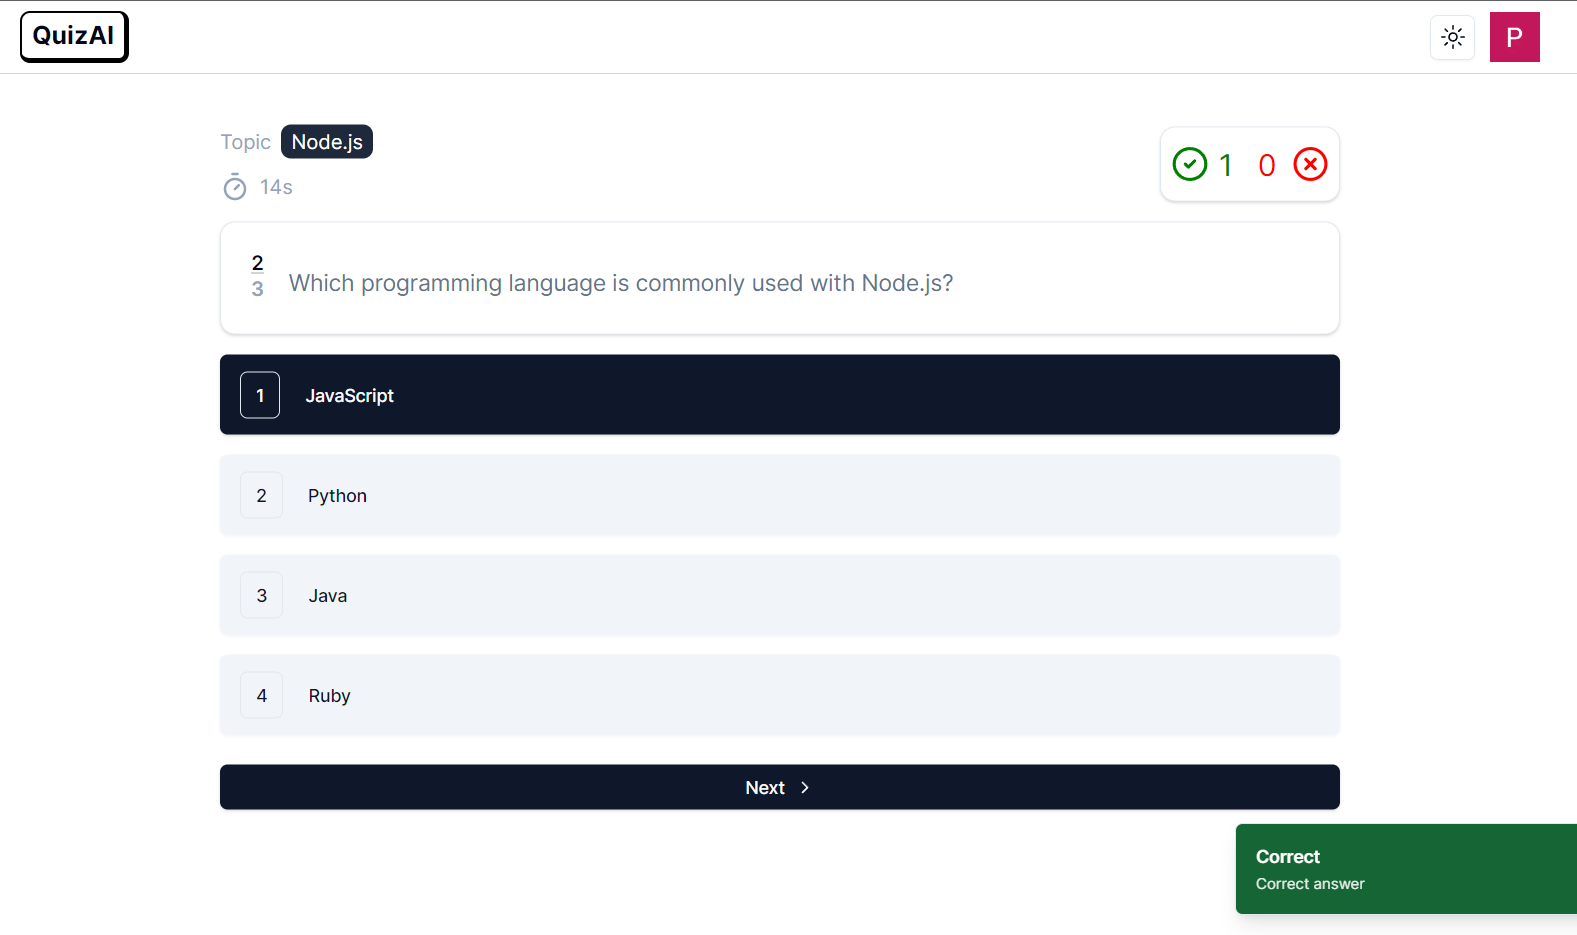 QuizAI
P
Topic Node.js
14s
1 0
2
3
Which programming language is commonly used with Node.js?
1 JavaScript
2 Python
3 Java
4 Ruby
Next
Correct
Correct answer